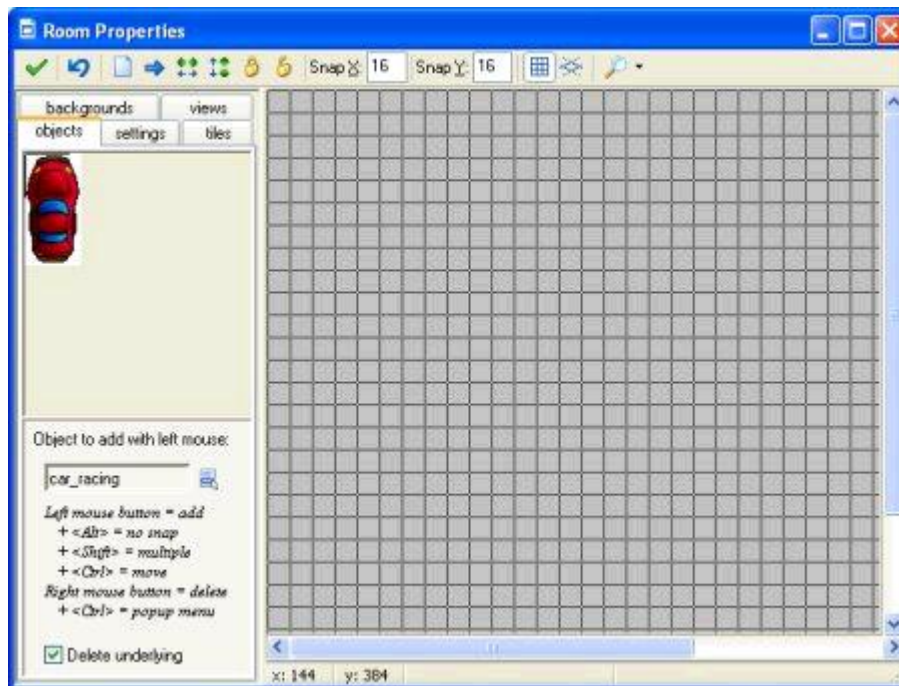 Room Properties
Snap X: 16 Snap Y: 16
backgrounds views
objects settings tiles
Object to add with left mouse:
car_racing
Left mouse button = add
+ <Alt> = no snap
+ <Shift> = multiple
+ <Ctrl> = move
Right mouse button = delete
+ <Ctrl> = popup menu
Delete underlying
x: 144 y: 384